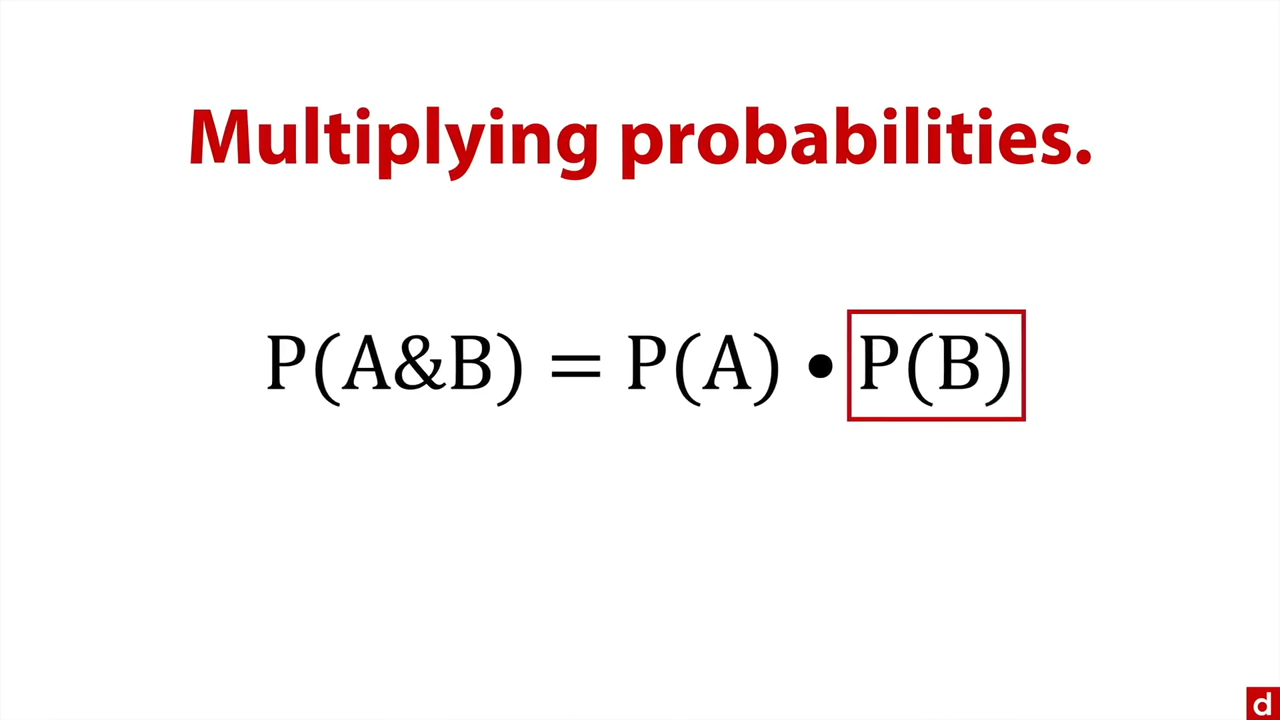 Multiplying probabilities.
P(A&B) = P(A) • P(B)
d